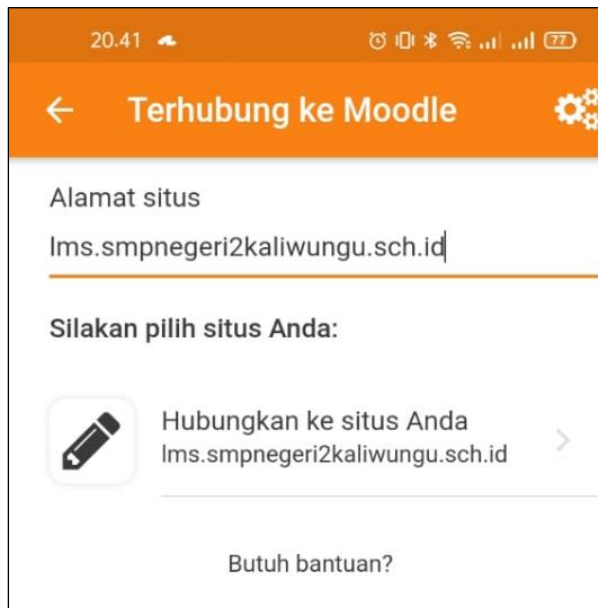 20.41
77
Terhubung ke Moodle
Alamat situs
lms.smpnegeri2kaliwungu.sch.id
Silakan pilih situs Anda:
Hubungkan ke situs Anda
lms.smpnegeri2kaliwungu.sch.id
Butuh bantuan?